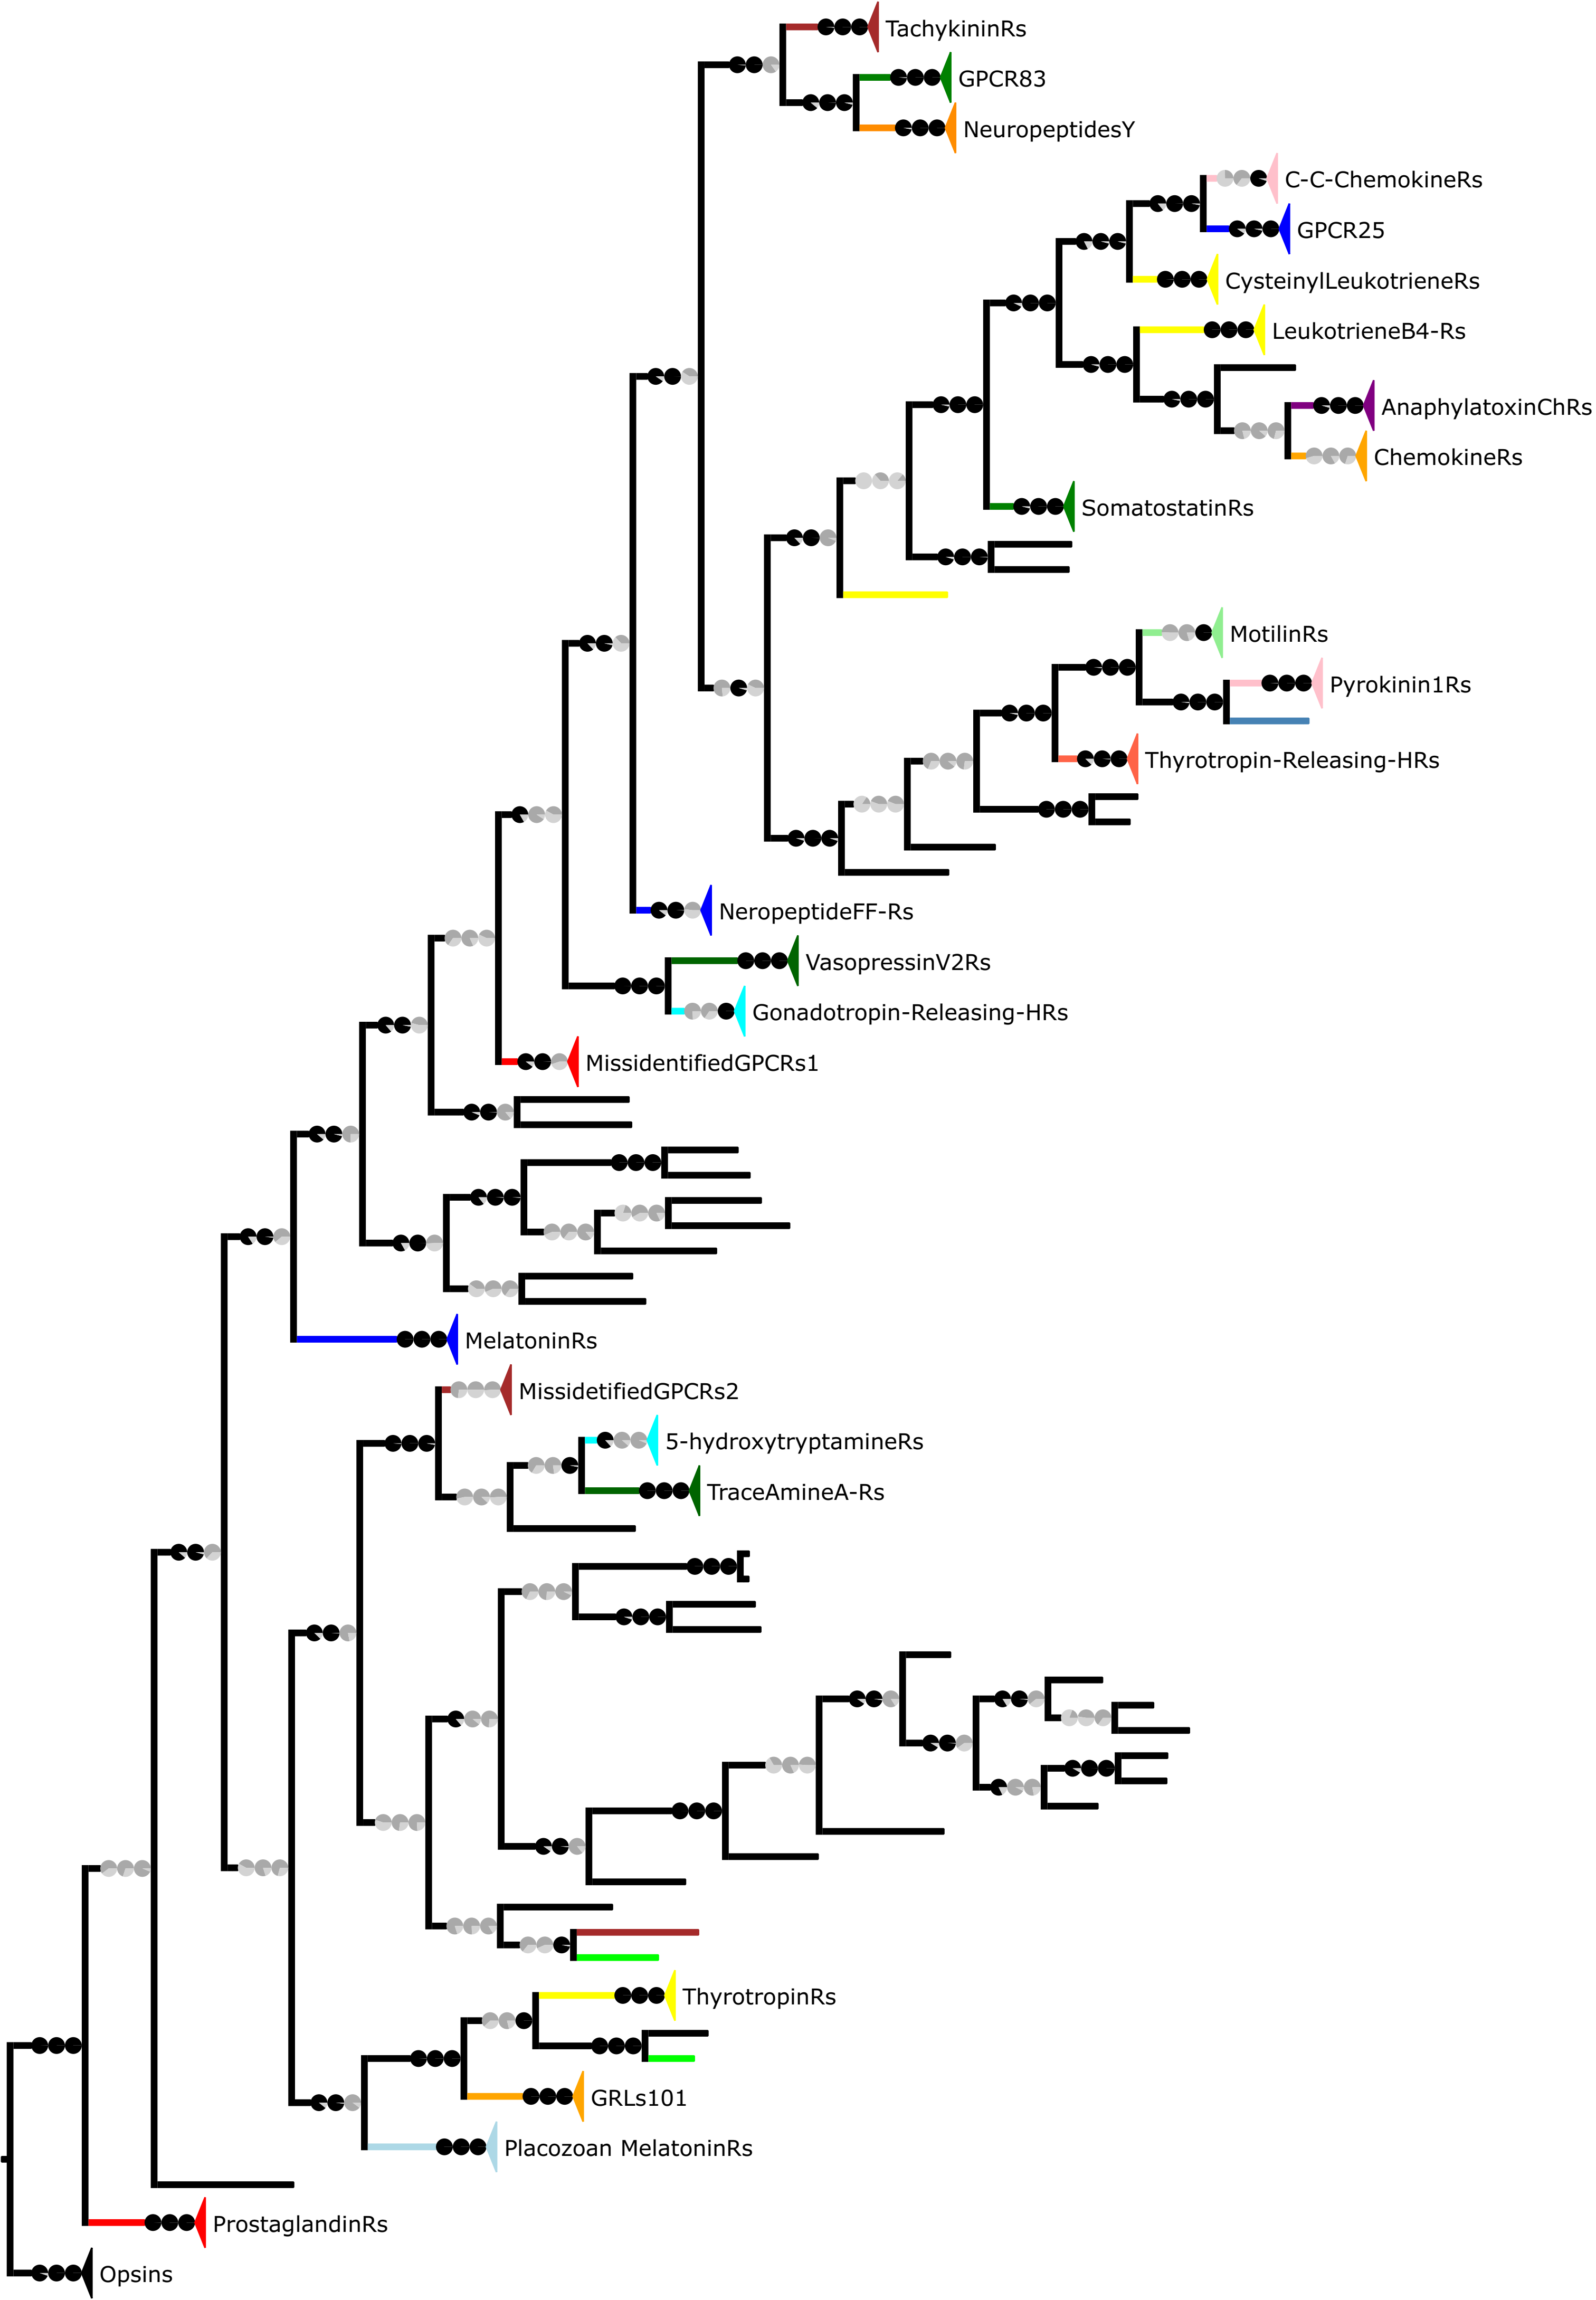 TachykininRs
GPCR83
NeuropeptidesY
C-C-ChemokineRs
GPCR25
CysteinylLeukotrieneRs
LeukotrieneB4-Rs
AnaphylatoxinChRs
ChemokineRs
SomatostatinRs
MotilinRs
Pyrokinin1Rs
Thyrotropin-Releasing-HRs
NeropeptideFF-Rs
VasopressinV2Rs
Gonadotropin-Releasing-HRs
MissidentifiedGPCRs1
MelatoninRs
MissidetifiedGPCRs2
5-hydroxytryptamineRs
TraceAmineA-Rs
ThyrotropinRs
GRLs101
Placozoan MelatoninRs
ProstaglandinRs
Opsins